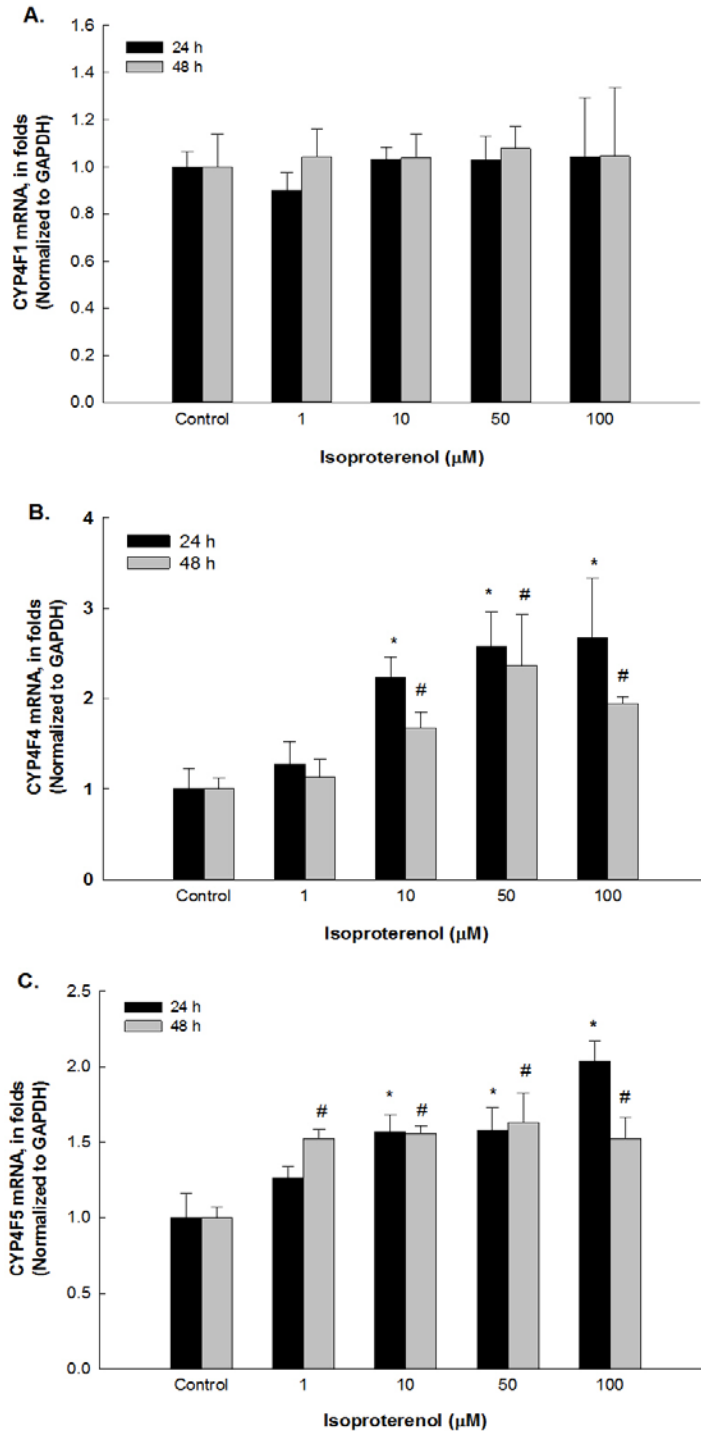 A.
24 h
48 h
CYP4F1 mRNA, in folds
(Normalized to GAPDH)
1.6
1.4
1.2
1.0
0.8
0.6
0.4
0.2
0.0
Control 1 10 50 100
Isoproterenol (μM)
B.
24 h
48 h
CYP4F4 mRNA, in folds
(Normalized to GAPDH)
4
3
2
1
0
* # * # * #
Control 1 10 50 100
Isoproterenol (μM)
C.
24 h
48 h
CYP4F5 mRNA, in folds
(Normalized to GAPDH)
2.5
2.0
1.5
1.0
0.5
0.0
# * # * # * #
Control 1 10 50 100
Isoproterenol (μM)